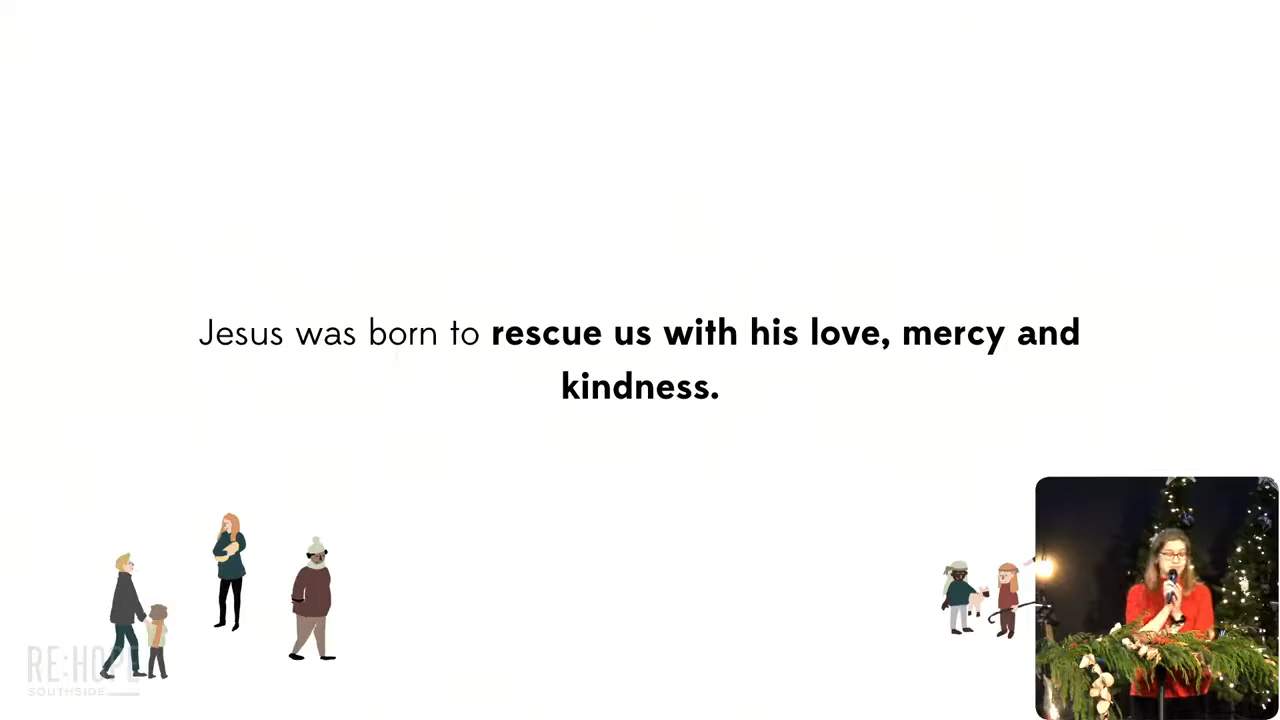 Jesus was born to rescue us with his love, mercy and
kindness.
RE:HOPE
SOUTHSIDE